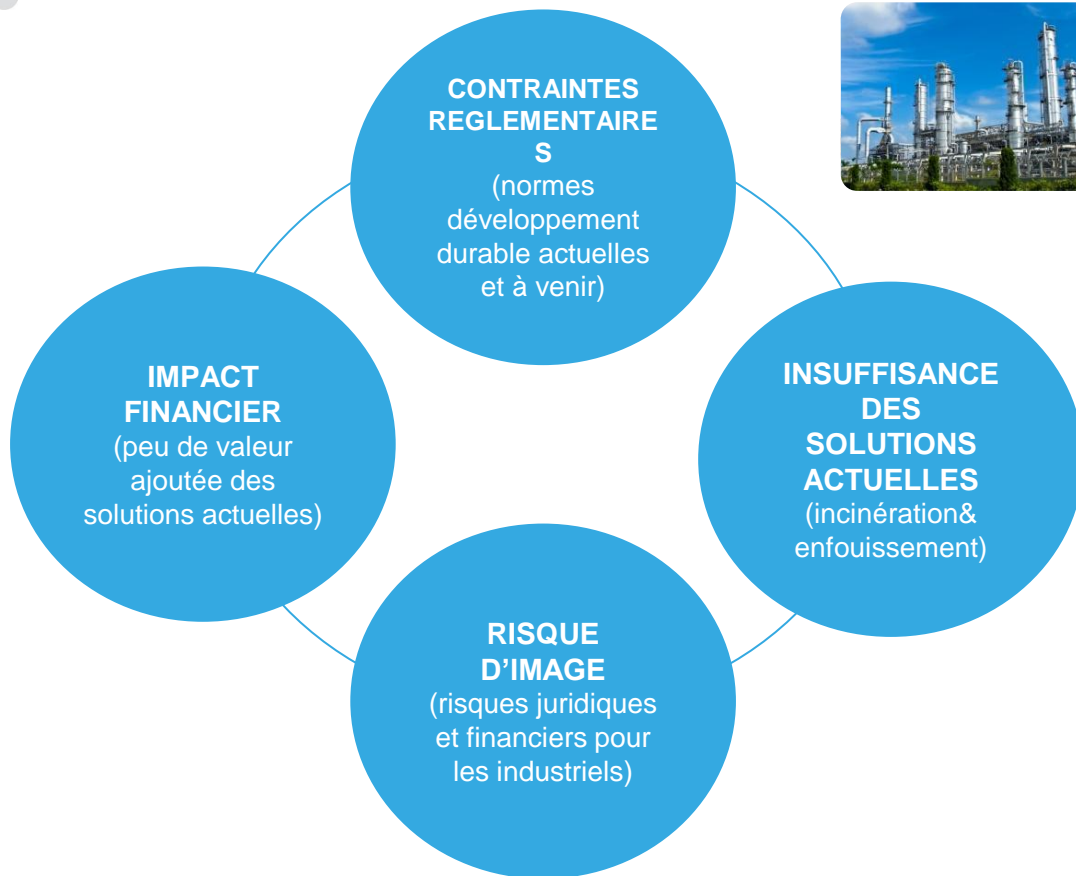 CONTRAINTES
REGLEMENTAIRE
S
(normes
développement
durable actuelles
et à venir)
IMPACT
FINANCIER
(peu de valeur
ajoutée des
solutions actuelles)
INSUFFISANCE
DES
SOLUTIONS
ACTUELLES
(incinération&
enfouissement)
RISQUE
D’IMAGE
(risques juridiques
et financiers pour
les industriels)